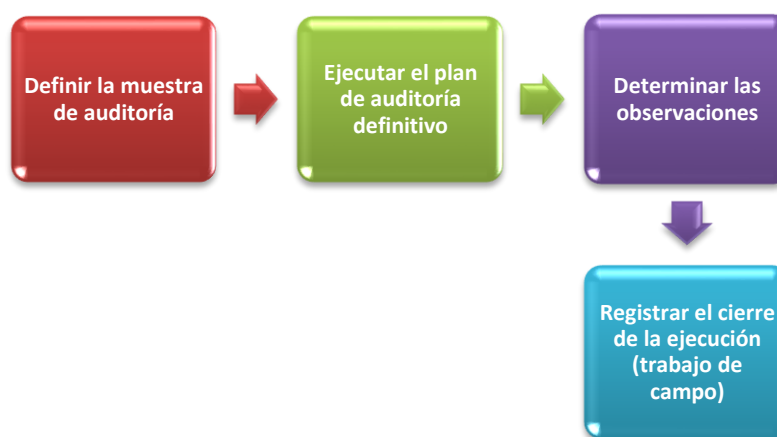 Definir la muestra
de auditoría
Ejecutar el plan
de auditoría
definitivo
Determinar las
observaciones
Registrar el cierre
de la ejecución
(trabajo de
campo)